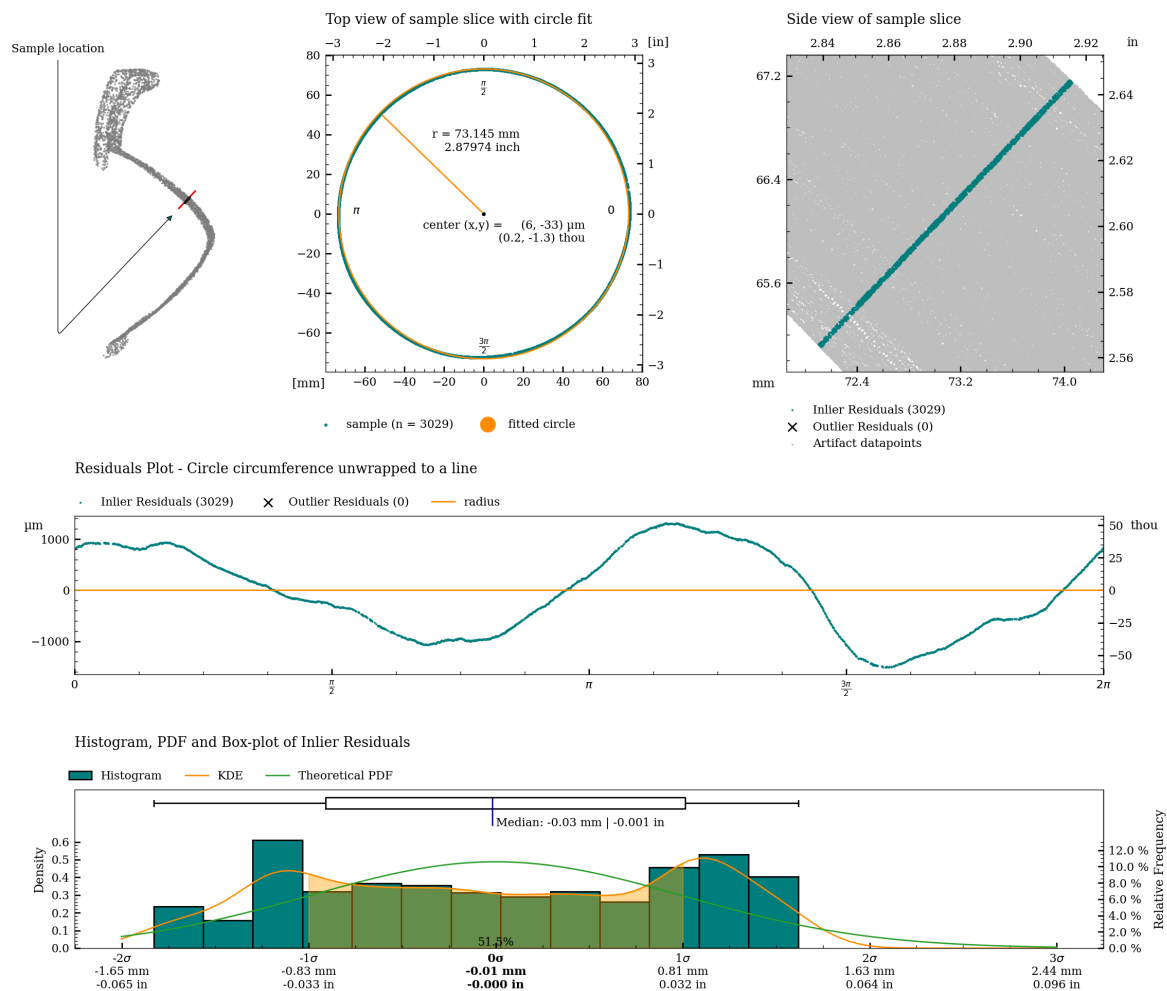 Sample location
Top view of sample slice with circle fit
−3 −2 −1 0 1 2 3 [in]
80
60
40
20
0
−20
−40
−60
[mm]
3
2
1
0
−1
−2
−3
π/2
r = 73.145 mm
2.87974 inch
π
0
center (x,y) = (6, -33) µm
(0.2, -1.3) thou
3π/2
−60 −40 −20 0 20 40 60 80
sample (n = 3029) fitted circle
Side view of sample slice
2.84 2.86 2.88 2.90 2.92 in
67.2
66.4
65.6
mm
2.64
2.62
2.60
2.58
2.56
72.4 73.2 74.0
Inlier Residuals (3029)
Outlier Residuals (0)
Artifact datapoints
Residuals Plot - Circle circumference unwrapped to a line
Inlier Residuals (3029) Outlier Residuals (0) radius
µm
1000
0
−1000
50 thou
25
0
−25
−50
0 π/2 π 3π/2 2π
Histogram, PDF and Box-plot of Inlier Residuals
Histogram KDE Theoretical PDF
Median: -0.03 mm | -0.001 in
Density
0.6
0.5
0.4
0.3
0.2
0.1
0.0
Relative Frequency
12.0 %
10.0 %
8.0 %
6.0 %
4.0 %
2.0 %
0.0 %
51.5%
-2σ -1σ 0σ 1σ 2σ 3σ
-1.65 mm -0.83 mm -0.01 mm 0.81 mm 1.63 mm 2.44 mm
-0.065 in -0.033 in -0.000 in 0.032 in 0.064 in 0.096 in